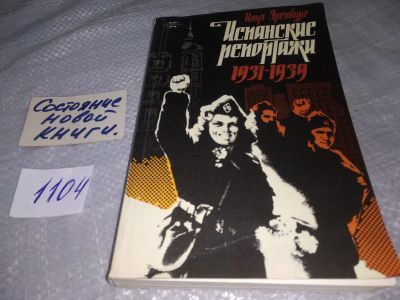 Илья Эренбург
Испанские
репортажи
1931-1939
Состояние
новой
книги.
1104